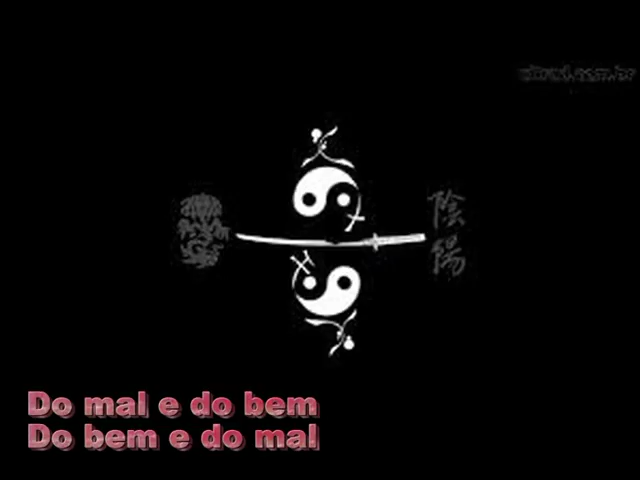 陰
陽
Do mal e do bem
Do bem e do mal